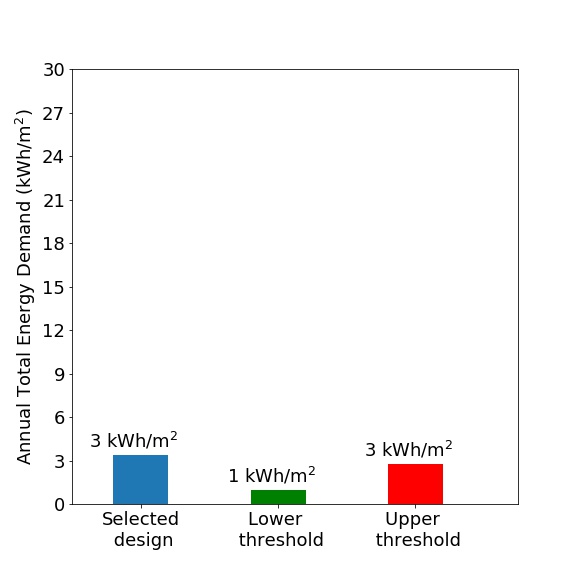 30
27
24
21
18
15
12
9
6
3
0
Annual Total Energy Demand (kWh/m²)
3 kWh/m²
1 kWh/m²
3 kWh/m²
Selected
design
Lower
threshold
Upper
threshold